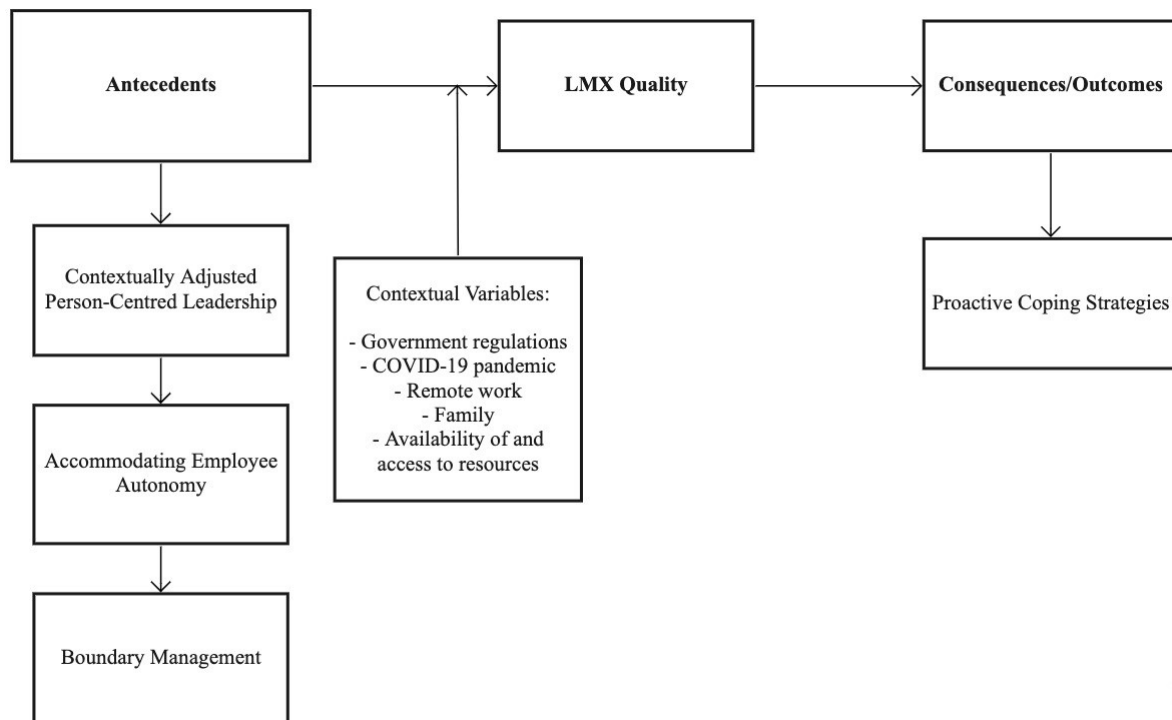 Antecedents
LMX Quality
Consequences/Outcomes
Contextually Adjusted
Person-Centred Leadership
Accommodating Employee
Autonomy
Boundary Management
Contextual Variables:
- Government regulations
- COVID-19 pandemic
- Remote work
- Family
- Availability of and
access to resources
Proactive Coping Strategies